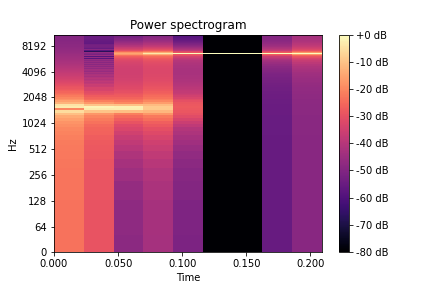 Power spectrogram
8192
4096
2048
1024
512
256
128
64
0
Hz
0.000 0.050 0.100 0.150 0.200
Time
+0 dB
-10 dB
-20 dB
-30 dB
-40 dB
-50 dB
-60 dB
-70 dB
-80 dB